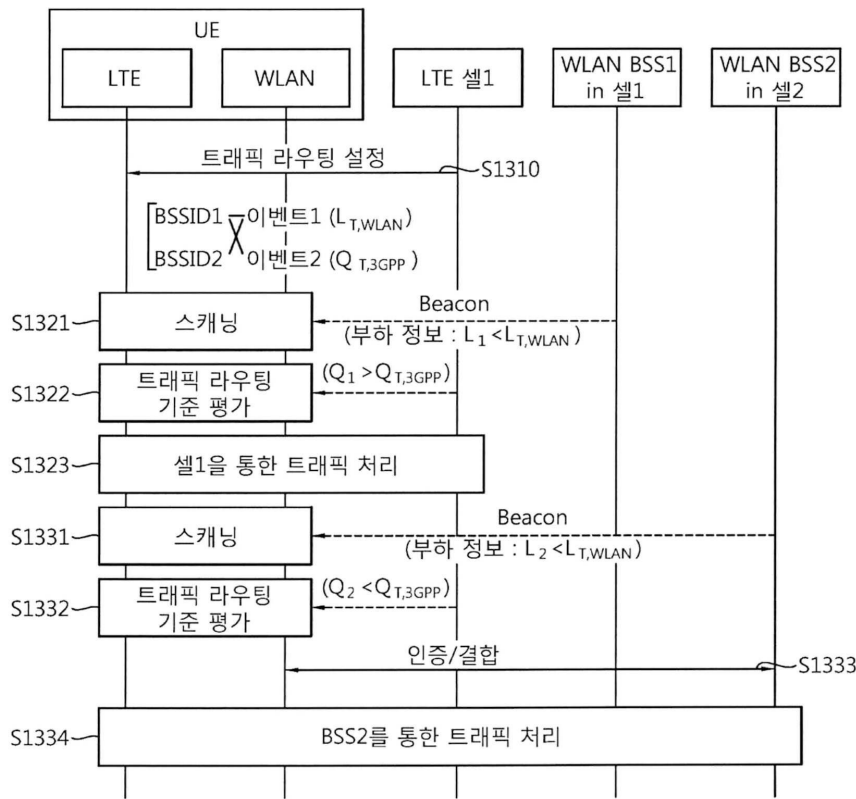 UE
LTE
WLAN
LTE 셀1
WLAN BSS1
in 셀1
WLAN BSS2
in 셀2
트래픽 라우팅 설정
S1310
BSSID1
이벤트1 (L T,WLAN)
BSSID2
이벤트2 (Q T,3GPP)
S1321
스캐닝
Beacon
(부하 정보 : L1<LT,WLAN)
S1322
트래픽 라우팅
기준 평가
(Q1>QT,3GPP)
S1323
셀1을 통한 트래픽 처리
S1331
스캐닝
Beacon
(부하 정보 : L2<LT,WLAN)
S1332
트래픽 라우팅
기준 평가
(Q2<QT,3GPP)
인증/결합
S1333
S1334
BSS2를 통한 트래픽 처리